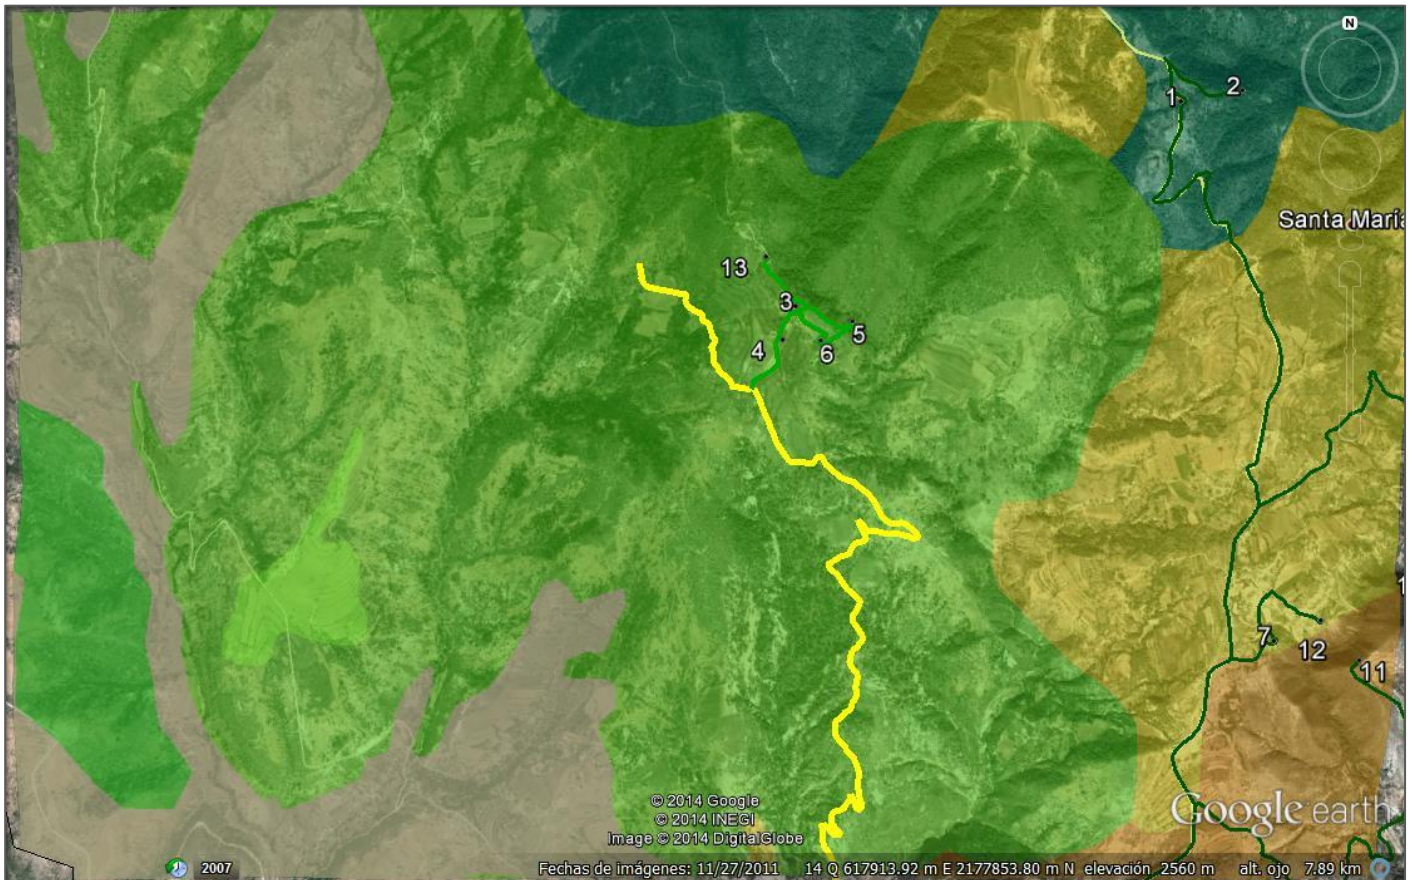 N
2
1
Santa María
13
3
5
4
6
7
12
11
© 2014 Google
© 2014 INEGI
Image © 2014 DigitalGlobe
Google earth
2007
Fechas de imágenes: 11/27/2011 14 Q 617913.92 m E 2177853.80 m N elevación 2560 m alt. ojo 7.89 km